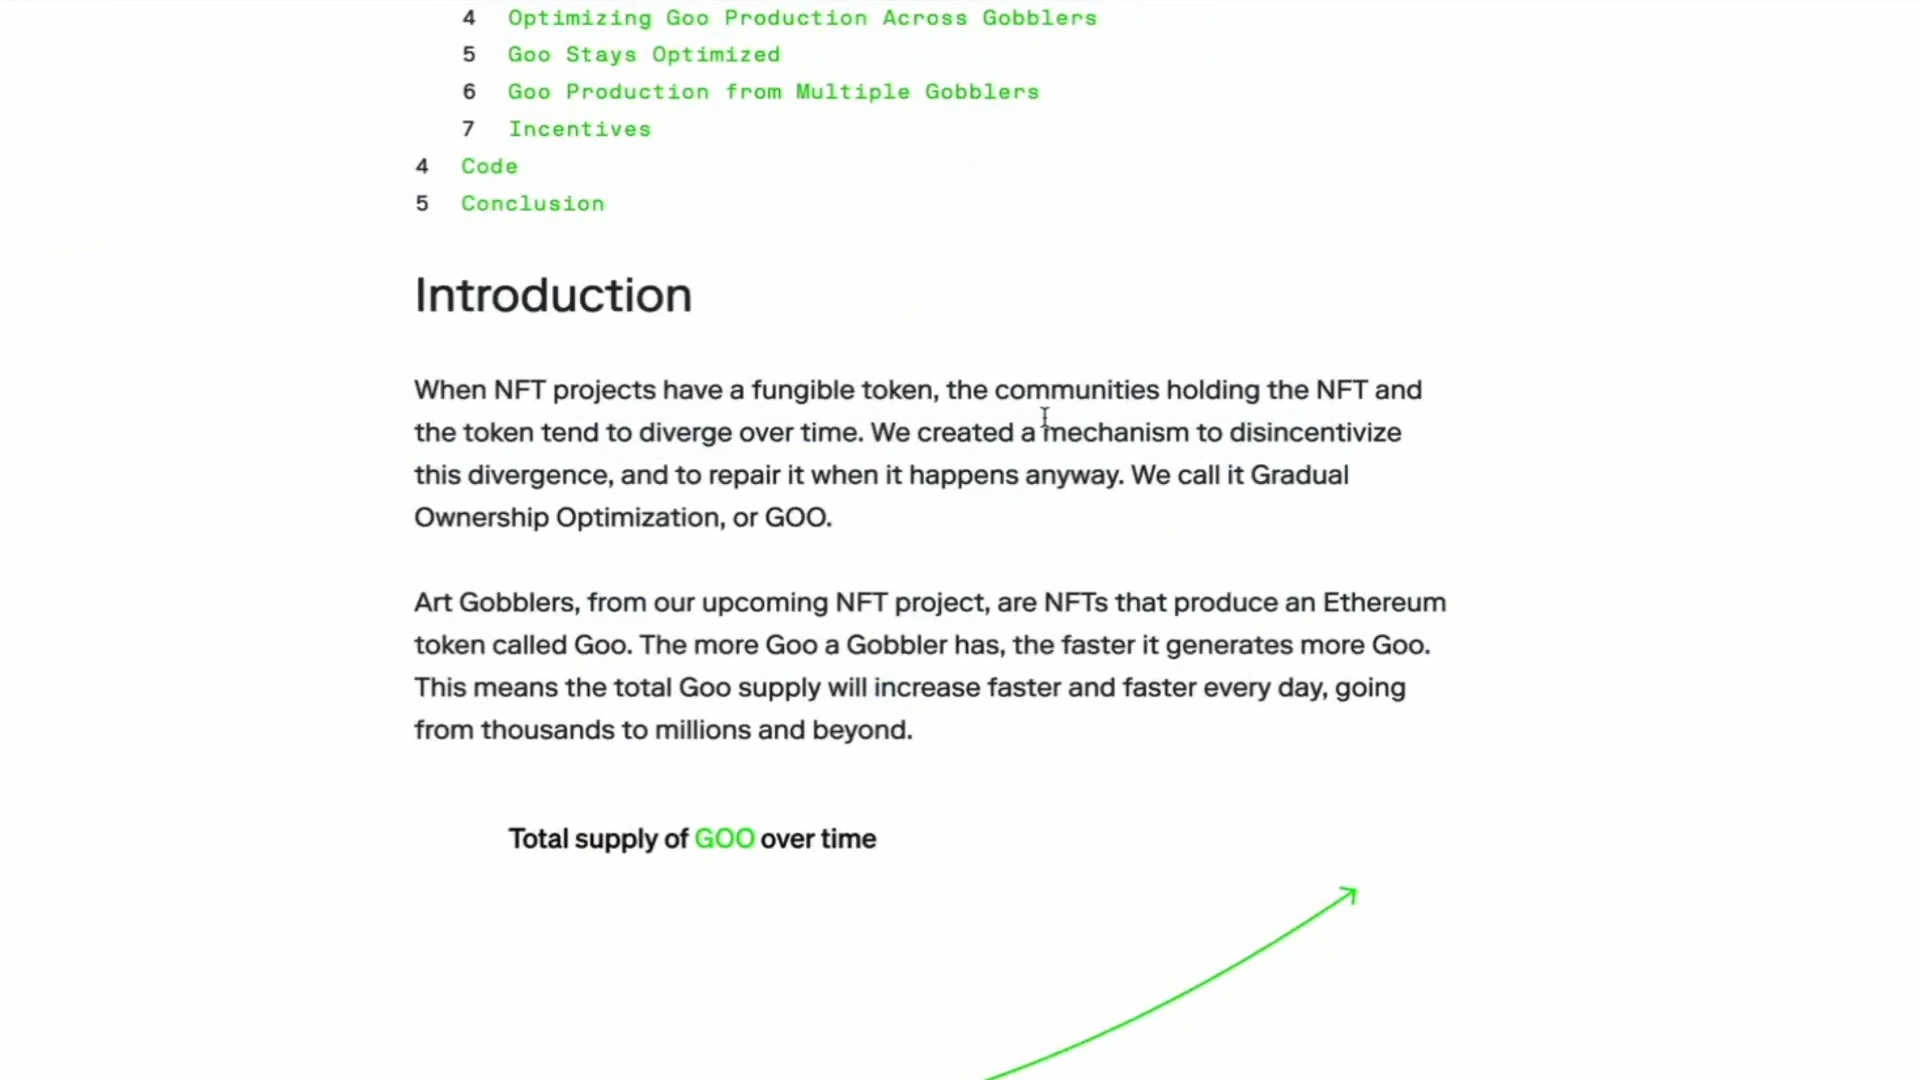 4 Optimizing Goo Production Across Gobblers
5 Goo Stays Optimized
6 Goo Production from Multiple Gobblers
7 Incentives
4 Code
5 Conclusion
Introduction
When NFT projects have a fungible token, the communities holding the NFT and
the token tend to diverge over time. We created a mechanism to disincentivize
this divergence, and to repair it when it happens anyway. We call it Gradual
Ownership Optimization, or GOO.
Art Gobblers, from our upcoming NFT project, are NFTs that produce an Ethereum
token called Goo. The more Goo a Gobbler has, the faster it generates more Goo.
This means the total Goo supply will increase faster and faster every day, going
from thousands to millions and beyond.
Total supply of GOO over time